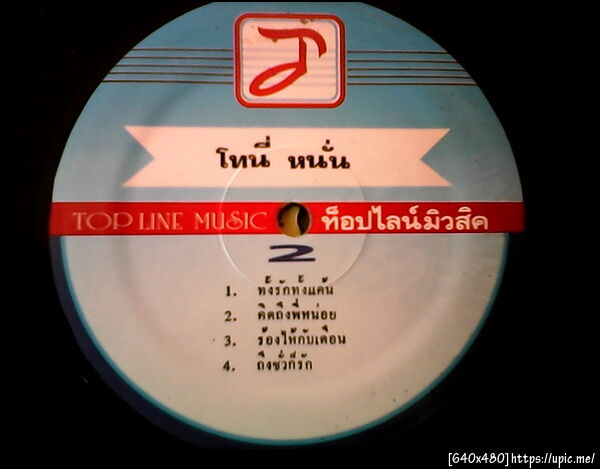 โทนี่ หนั่น
TOP LINE MUSIC ท็อปไลน์มิวสิค
2
1. ทั้งรักทั้งแค้น
2. คิดถึงพี่หน่อย
3. ร้องไห้กับเดือน
4. ถึงชั่วก็รัก
[640x480]https://upic.me/